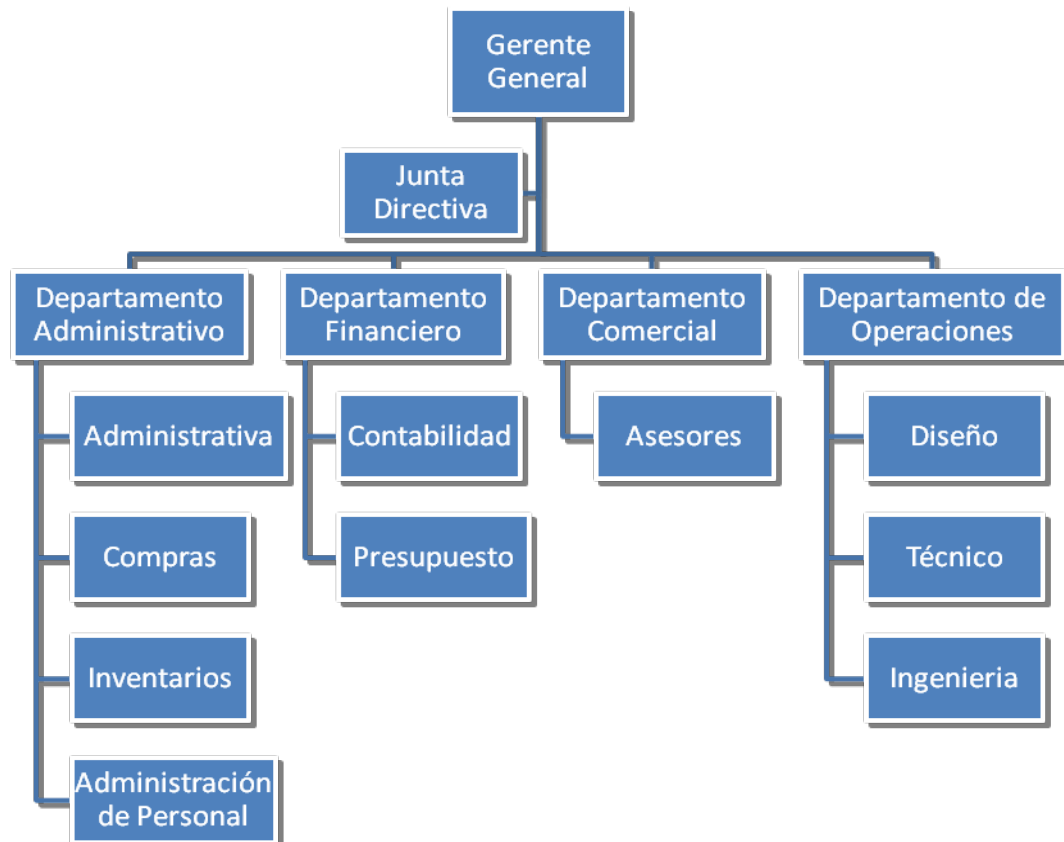 Gerente
General
Junta
Directiva
Departamento
Administrativo
Departamento
Financiero
Departamento
Comercial
Departamento de
Operaciones
Administrativa
Contabilidad
Asesores
Diseño
Compras
Presupuesto
Técnico
Inventarios
Ingenieria
Administración
de Personal